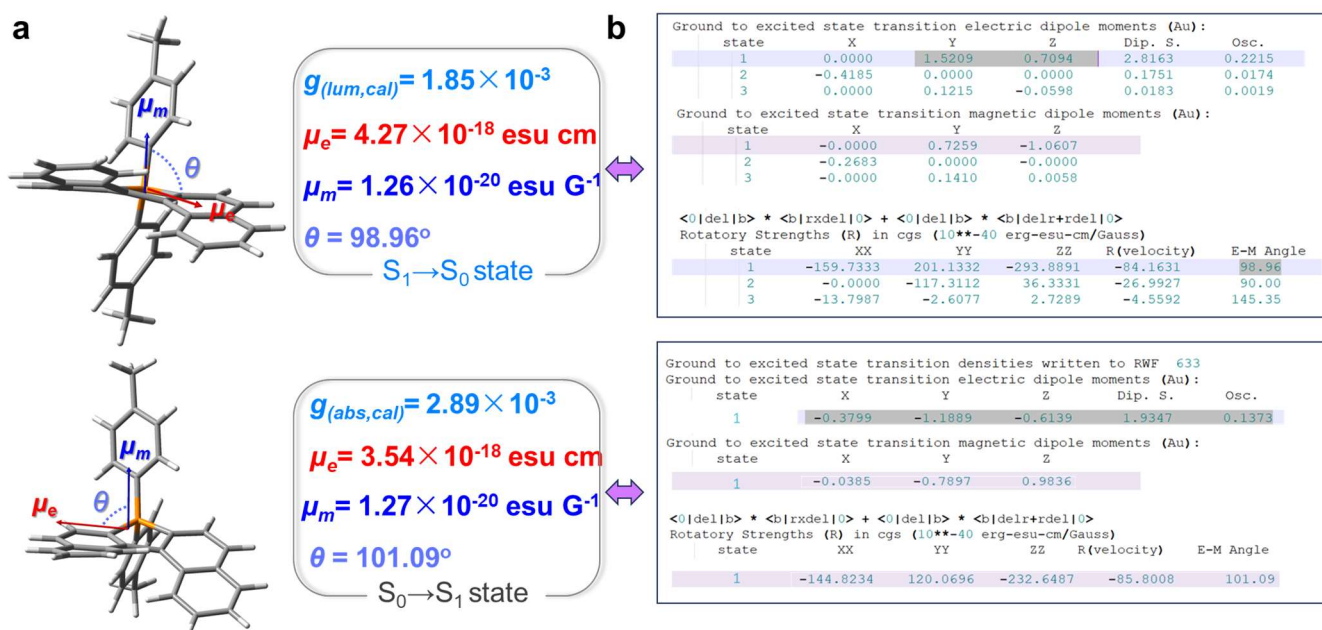 a
μm
θ
μe
g(lum,cal)= 1.85×10-3
μe= 4.27×10-18 esu cm
μm= 1.26×10-20 esu G-1
θ = 98.96o
S1→S0 state
b
Ground to excited state transition electric dipole moments (Au):
state X Y Z Dip. S. Osc.
1 0.0000 1.5209 0.7094 2.8163 0.2215
2 -0.4185 0.0000 0.0000 0.1751 0.0174
3 0.0000 0.1215 -0.0598 0.0183 0.0019
Ground to excited state transition magnetic dipole moments (Au):
state X Y Z
1 -0.0000 0.7259 -1.0607
2 -0.2683 0.0000 -0.0000
3 -0.0000 0.1410 0.0058
<0|del|b> * <b|rxdel|0> + <0|del|b> * <b|delr+rdel|0>
Rotatory Strengths (R) in cgs (10**-40 erg-esu-cm/Gauss)
state XX YY ZZ R(velocity) E-M Angle
1 -159.7333 201.1332 -293.8891 -84.1631 98.96
2 -0.0000 -117.3112 36.3331 -26.9927 90.00
3 -13.7987 -2.6077 2.7289 -4.5592 145.35
μm
μe
θ
g(abs,cal)= 2.89×10-3
μe= 3.54×10-18 esu cm
μm= 1.27×10-20 esu G-1
θ = 101.09o
S0→S1 state
Ground to excited state transition densities written to RWF 633
Ground to excited state transition electric dipole moments (Au):
state X Y Z Dip. S. Osc.
1 -0.3799 -1.1889 -0.6139 1.9347 0.1373
Ground to excited state transition magnetic dipole moments (Au):
state X Y Z
1 -0.0385 -0.7897 0.9836
<0|del|b> * <b|rxdel|0> + <0|del|b> * <b|delr+rdel|0>
Rotatory Strengths (R) in cgs (10**-40 erg-esu-cm/Gauss)
state XX YY ZZ R(velocity) E-M Angle
1 -144.8234 120.0696 -232.6487 -85.8008 101.09